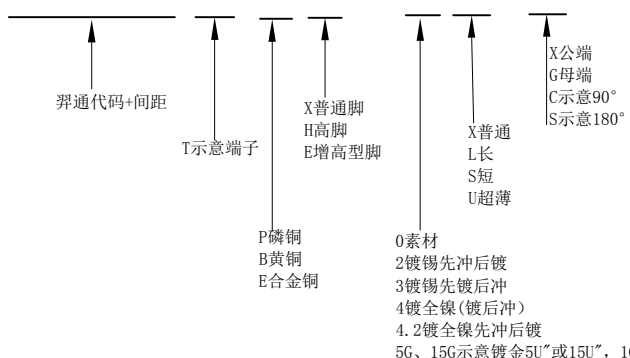 羿通代码+间距
T示意端子
P磷铜
B黄铜
E合金铜
X普通脚
H高脚
E增高型脚
0素材
2镀锡先冲后镀
3镀锡先镀后冲
4镀全镍(镀后冲)
4.2镀全镍先冲后镀
5G、15G示意镀金5U"或15U"，
X普通
L长
S短
U超薄
X公端
G母端
C示意90°
S示意180°